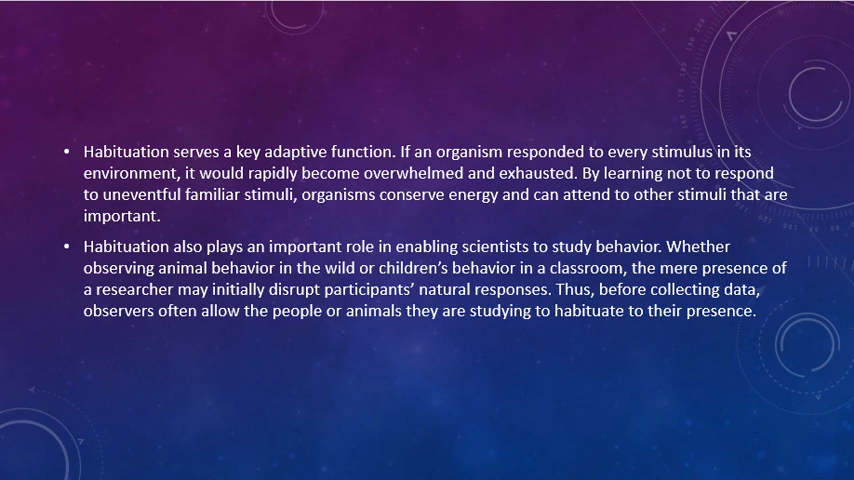 • Habituation serves a key adaptive function. If an organism responded to every stimulus in its
environment, it would rapidly become overwhelmed and exhausted. By learning not to respond
to uneventful familiar stimuli, organisms conserve energy and can attend to other stimuli that are
important.
• Habituation also plays an important role in enabling scientists to study behavior. Whether
observing animal behavior in the wild or children’s behavior in a classroom, the mere presence of
a researcher may initially disrupt participants’ natural responses. Thus, before collecting data,
observers often allow the people or animals they are studying to habituate to their presence.